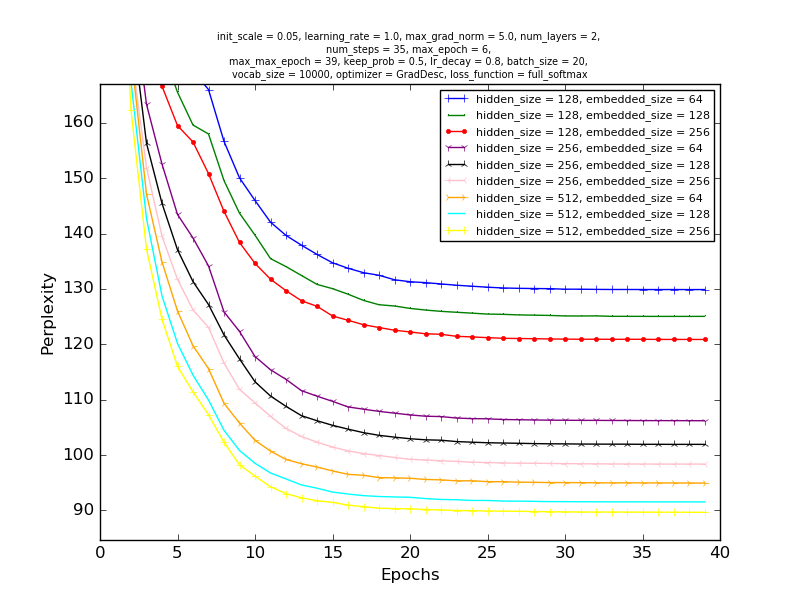 init_scale = 0.05, learning_rate = 1.0, max_grad_norm = 5.0, num_layers = 2,
num_steps = 35, max_epoch = 6,
max_max_epoch = 39, keep_prob = 0.5, lr_decay = 0.8, batch_size = 20,
vocab_size = 10000, optimizer = GradDesc, loss_function = full_softmax
hidden_size = 128, embedded_size = 64
hidden_size = 128, embedded_size = 128
hidden_size = 128, embedded_size = 256
hidden_size = 256, embedded_size = 64
hidden_size = 256, embedded_size = 128
hidden_size = 256, embedded_size = 256
hidden_size = 512, embedded_size = 64
hidden_size = 512, embedded_size = 128
hidden_size = 512, embedded_size = 256
Perplexity
160
150
140
130
120
110
100
90
0 5 10 15 20 25 30 35 40
Epochs